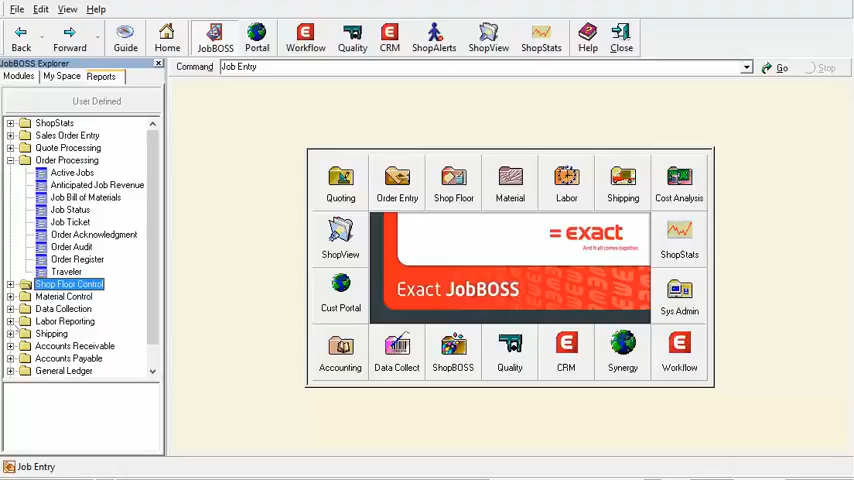 File Edit View Help
Back Forward Guide Home JobBOSS Portal Workflow Quality CRM ShopAlerts ShopView ShopStats Help Close
JobBOSS Explorer
Command Job Entry Go Stop
Modules My Space Reports
User Defined
ShopStats
Sales Order Entry
Quote Processing
Order Processing
Active Jobs
Anticipated Job Revenue
Job Bill of Materials
Job Status
Job Ticket
Order Acknowledgment
Order Audit
Order Register
Traveler
Shop Floor Control
Material Control
Data Collection
Labor Reporting
Shipping
Accounts Receivable
Accounts Payable
General Ledger
Quoting Order Entry Shop Floor Material Labor Shipping Cost Analysis
ShopView ShopStats
= exact
And it all comes together.
Exact JobBOSS
Cust Portal Sys Admin
Accounting Data Collect ShopBOSS Quality CRM Synergy Workflow
Job Entry